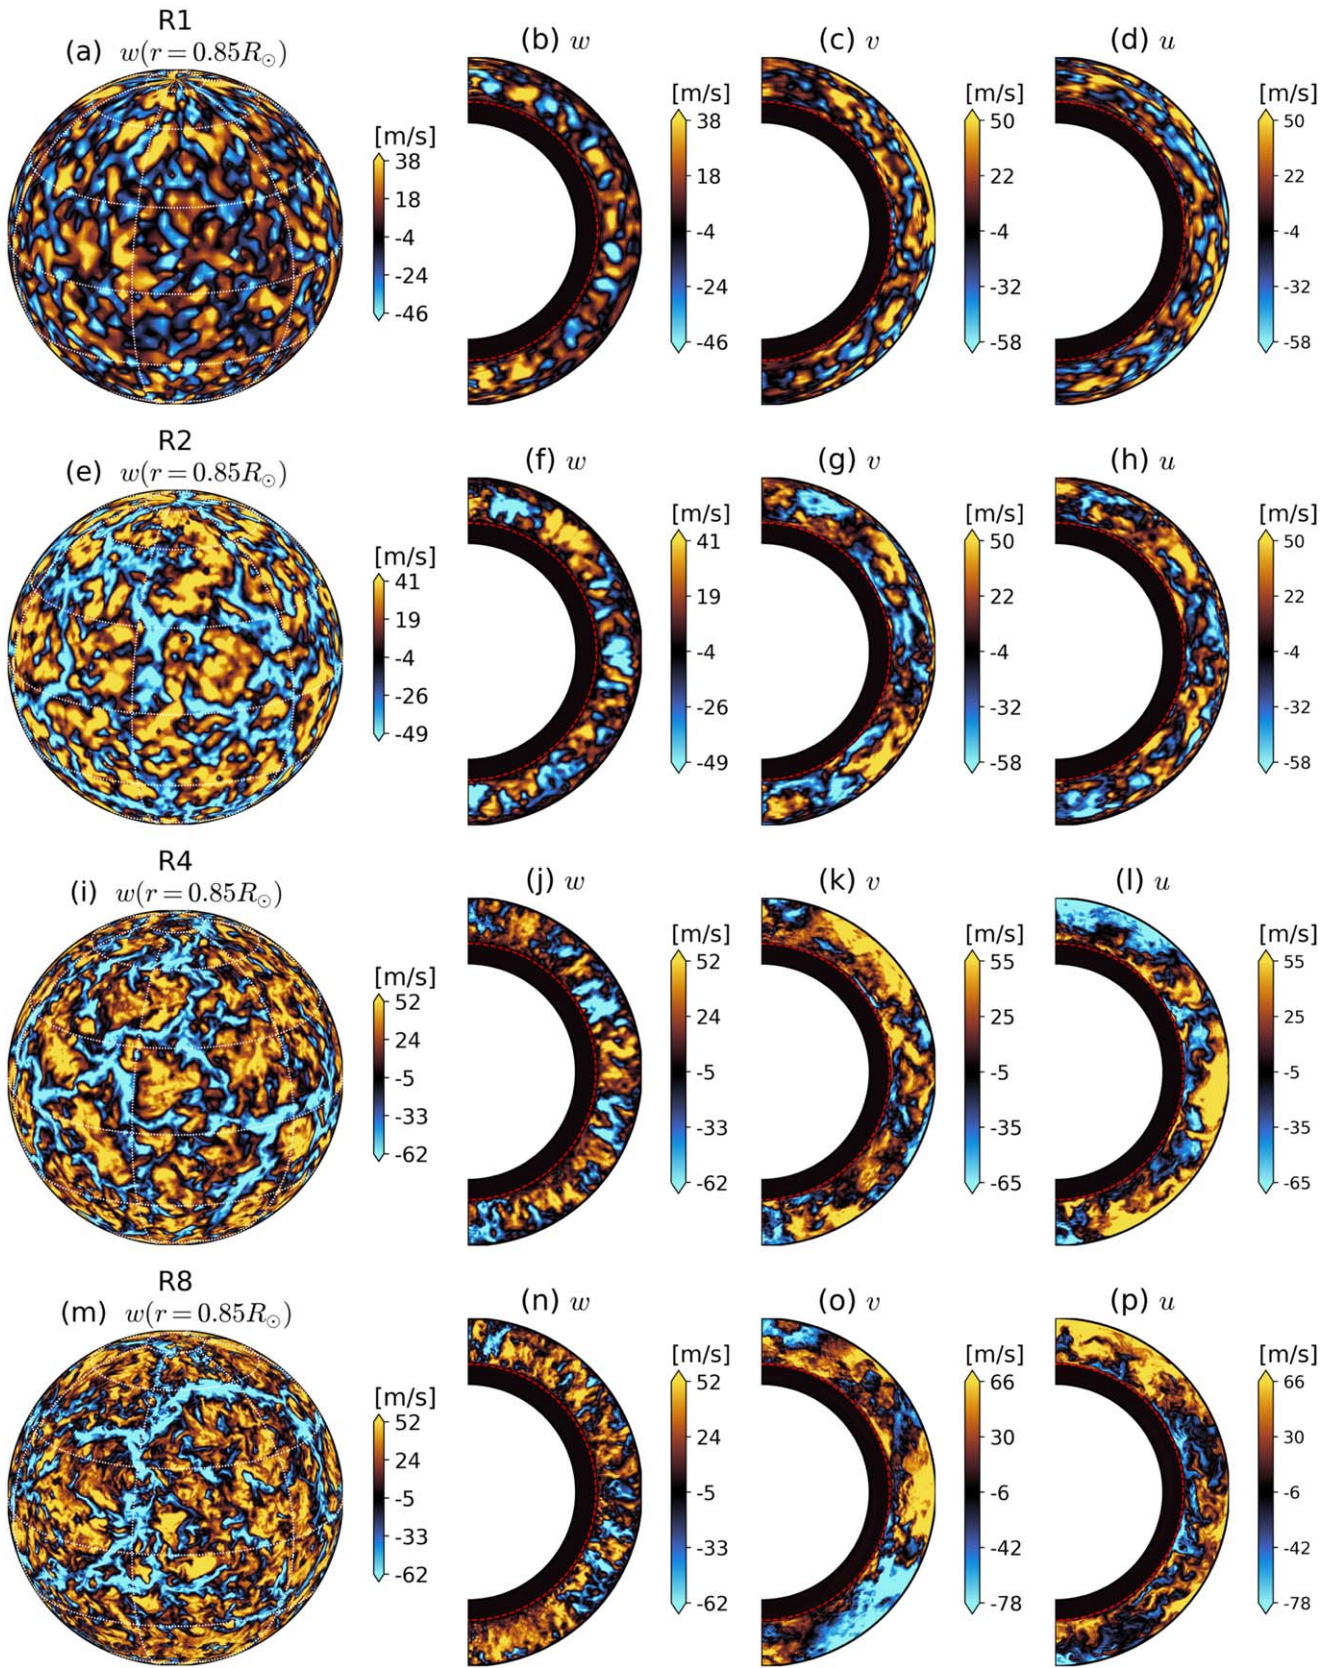 R1
(a) w(r = 0.85R☉)
(b) w
(c) v
(d) u
[m/s]
38
18
-4
-24
-46
[m/s]
38
18
-4
-24
-46
[m/s]
50
22
-4
-32
-58
[m/s]
50
22
-4
-32
-58
R2
(e) w(r = 0.85R☉)
(f) w
(g) v
(h) u
[m/s]
41
19
-4
-26
-49
[m/s]
41
19
-4
-26
-49
[m/s]
50
22
-4
-32
-58
[m/s]
50
22
-4
-32
-58
R4
(i) w(r = 0.85R☉)
(j) w
(k) v
(l) u
[m/s]
52
24
-5
-33
-62
[m/s]
52
24
-5
-33
-62
[m/s]
55
25
-5
-35
-65
[m/s]
55
25
-5
-35
-65
R8
(m) w(r = 0.85R☉)
(n) w
(o) v
(p) u
[m/s]
52
24
-5
-33
-62
[m/s]
52
24
-5
-33
-62
[m/s]
66
30
-6
-42
-78
[m/s]
66
30
-6
-42
-78